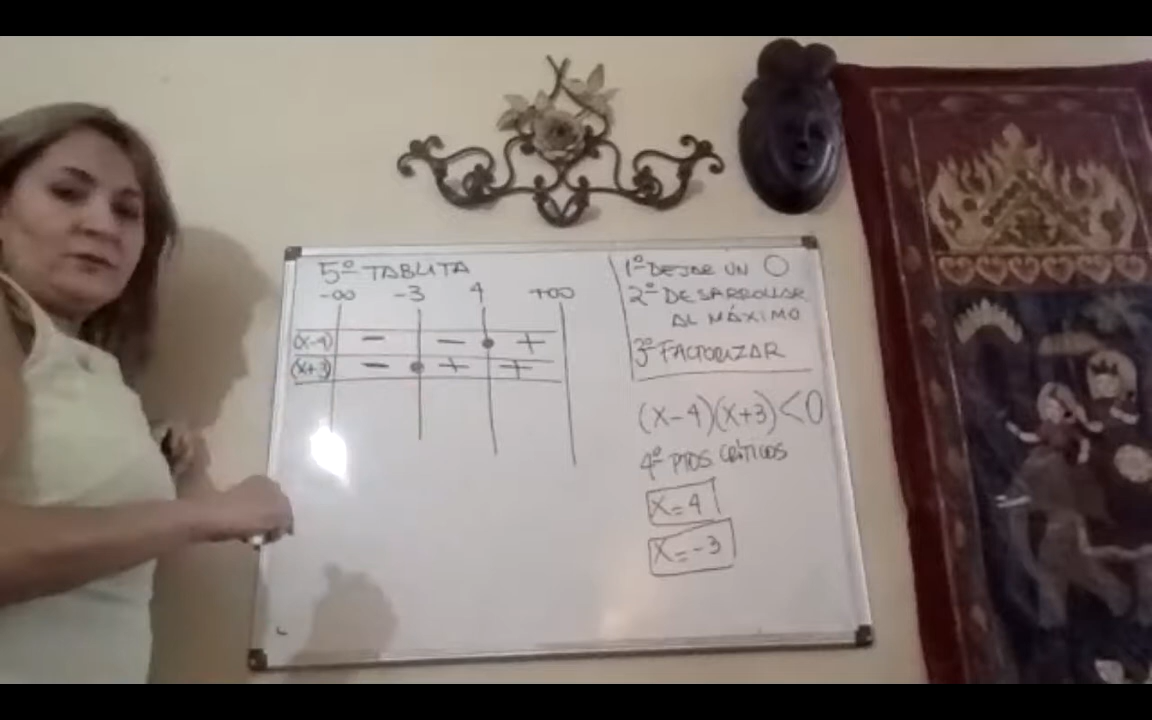 5º TABLITA
-∞ -3 4 +∞
(x-4) - - +
(x+3) - + +
1º DEJAR UN O
2º DESARROLLAR
AL MÁXIMO
3º FACTORIZAR
(x-4)(x+3)<0
4º PTOS CRÍTICOS
x=4
x=-3